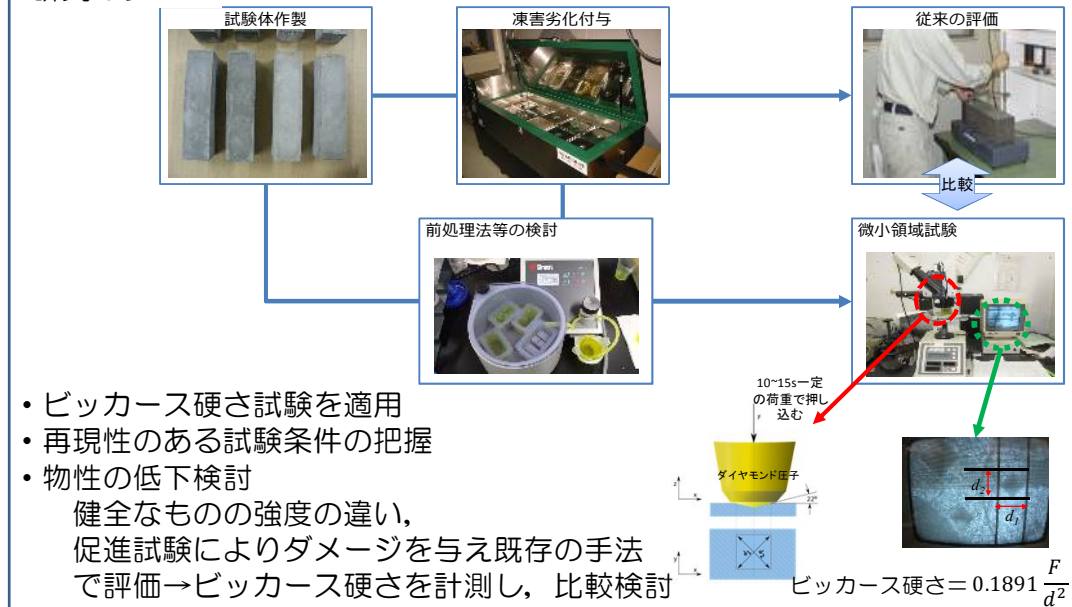 試験体作製
凍害劣化付与
従来の評価
比較
前処理法等の検討
微小領域試験
・ビッカース硬さ試験を適用
・再現性のある試験条件の把握
・物性の低下検討
健全なものの強度の違い，
促進試験によりダメージを与え既存の手法
で評価→ビッカース硬さを計測し，比較検討
10~15s一定
の荷重で押し
込む
F
ダイヤモンド圧子
z
x
22°
y
x
d₂
d₁
ビッカース硬さ＝0.1891 F/d²